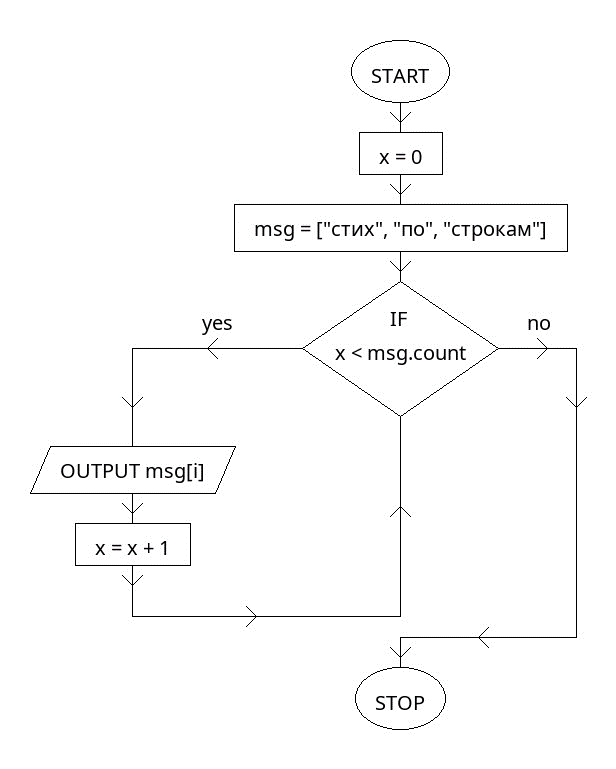 START
x = 0
msg = ["стих", "по", "строкам"]
IF
x < msg.count
yes
no
OUTPUT msg[i]
x = x + 1
STOP